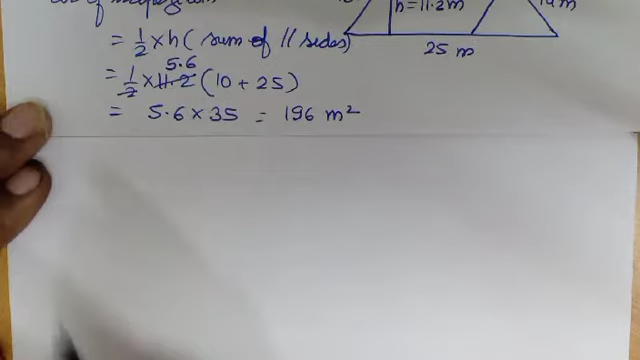 h = 11.2 m
14 m
= 1/2 × h ( sum of || sides)
25 m
5.6
= 1/2 × 11.2 (10 + 25)
= 5.6 × 35 = 196 m²